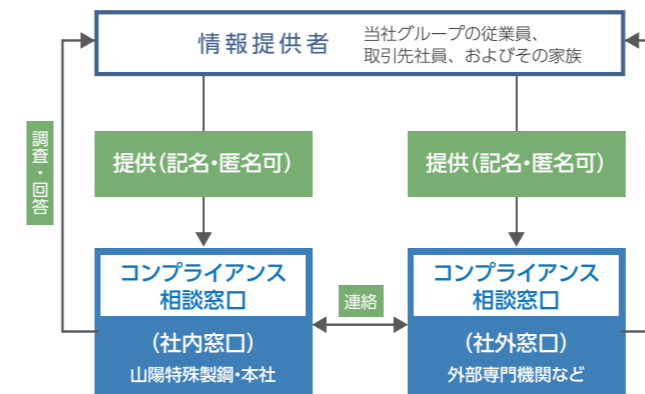 情報提供者
当社グループの従業員、
取引先社員、およびその家族
調査・回答
提供(記名・匿名可)
提供(記名・匿名可)
コンプライアンス
相談窓口
(社内窓口)
山陽特殊製鋼・本社
連絡
コンプライアンス
相談窓口
(社外窓口)
外部専門機関など